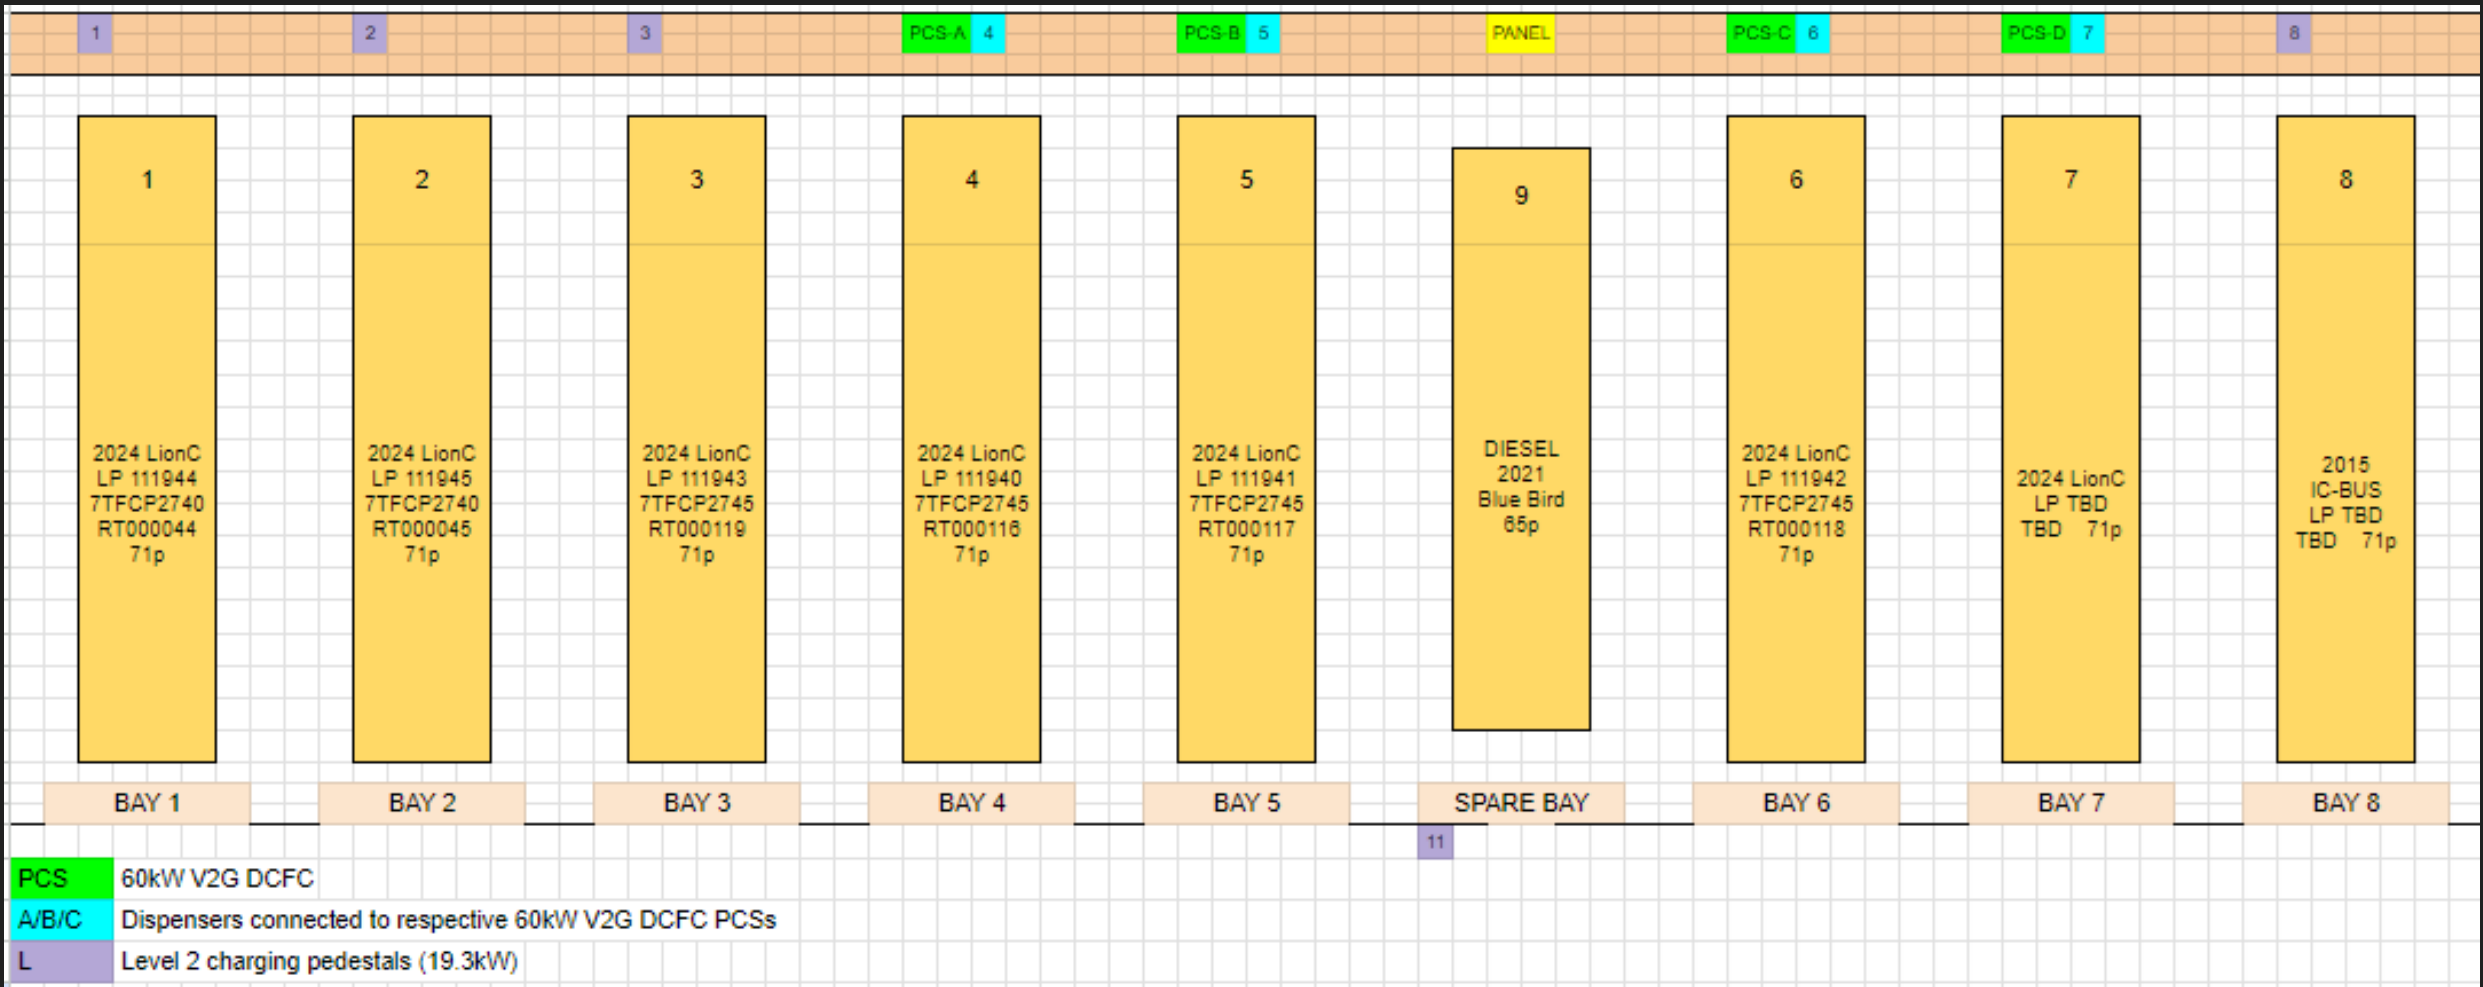 1 2 3 PCS-A 4 PCS-B 5 PANEL PCS-C 6 PCS-D 7 8
1
2024 LionC
LP 111944
7TFCP2740
RT000044
71p
2
2024 LionC
LP 111945
7TFCP2740
RT000045
71p
3
2024 LionC
LP 111943
7TFCP2745
RT000119
71p
4
2024 LionC
LP 111940
7TFCP2745
RT000116
71p
5
2024 LionC
LP 111941
7TFCP2745
RT000117
71p
9
DIESEL
2021
Blue Bird
65p
6
2024 LionC
LP 111942
7TFCP2745
RT000118
71p
7
2024 LionC
LP TBD
TBD 71p
8
2015
IC-BUS
LP TBD
TBD 71p
BAY 1 BAY 2 BAY 3 BAY 4 BAY 5 SPARE BAY BAY 6 BAY 7 BAY 8
11
PCS 60kW V2G DCFC
A/B/C Dispensers connected to respective 60kW V2G DCFC PCSs
L Level 2 charging pedestals (19.3kW)